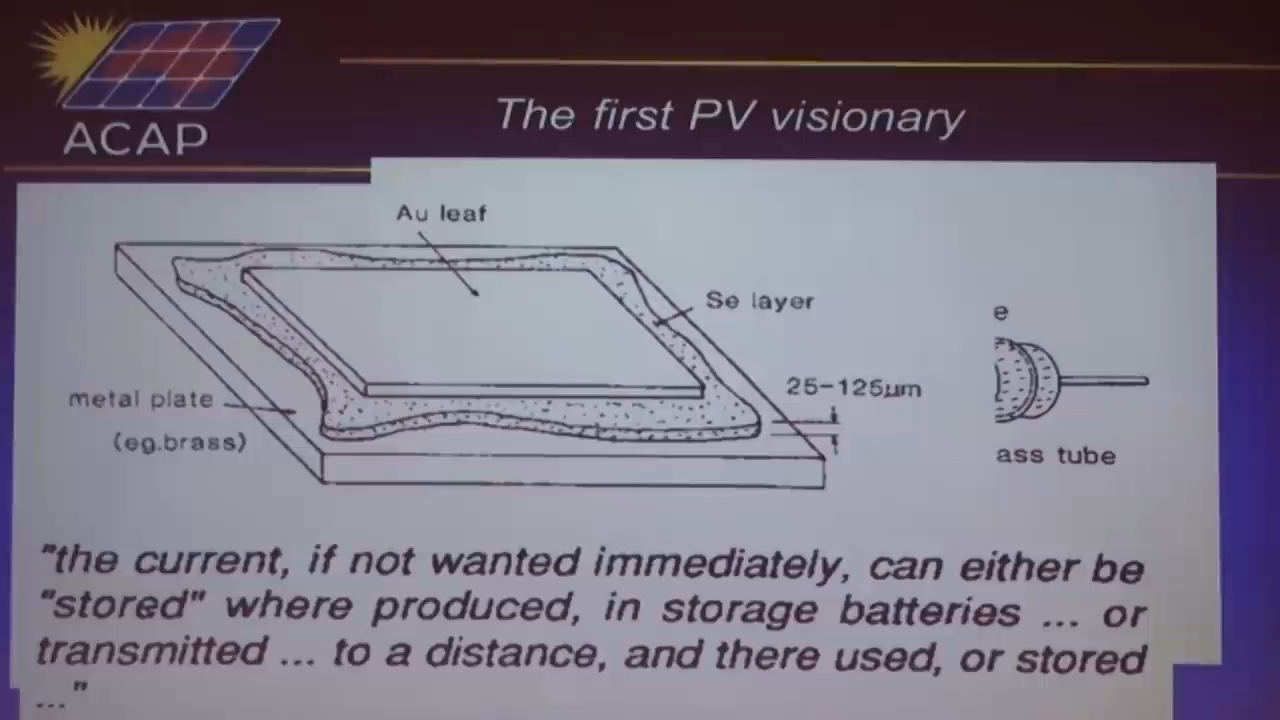 ACAP
The first PV visionary
Au leaf
Se layer
25-125µm
metal plate
(eg.brass)
e
ass tube
"the current, if not wanted immediately, can either be
"stored" where produced, in storage batteries ... or
transmitted ... to a distance, and there used, or stored
..."